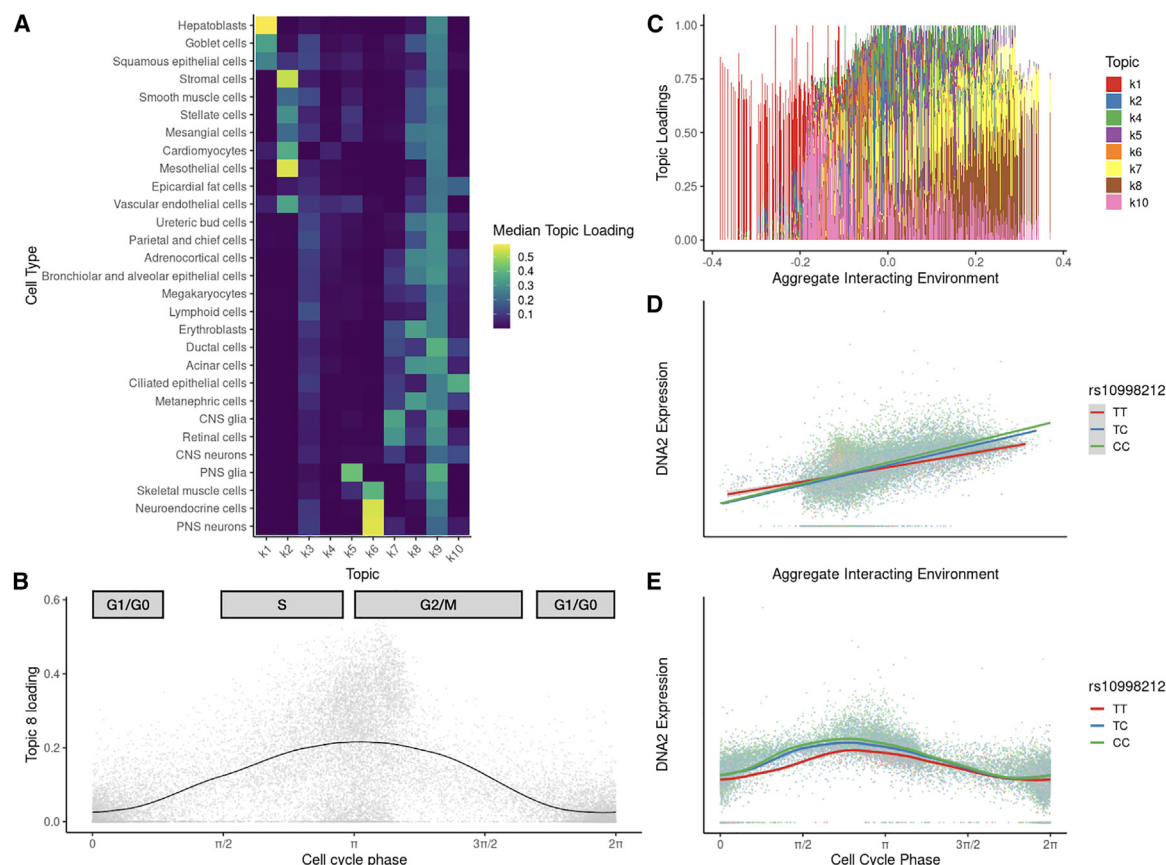 A
Hepatoblasts
Goblet cells
Squamous epithelial cells
Stromal cells
Smooth muscle cells
Stellate cells
Mesangial cells
Cardiomyocytes
Mesothelial cells
Epicardial fat cells
Vascular endothelial cells
Ureteric bud cells
Parietal and chief cells
Adrenocortical cells
Bronchiolar and alveolar epithelial cells
Megakaryocytes
Lymphoid cells
Erythroblasts
Ductal cells
Acinar cells
Ciliated epithelial cells
Metanephric cells
CNS glia
Retinal cells
CNS neurons
PNS glia
Skeletal muscle cells
Neuroendocrine cells
PNS neurons
Cell Type
k1 k2 k3 k4 k5 k6 k7 k8 k9 k10
Topic
Median Topic Loading
0.5
0.4
0.3
0.2
0.1
B
G1/G0 S G2/M G1/G0
0.6
0.4
0.2
0.0
Topic 8 loading
0 π/2 π 3π/2 2π
Cell cycle phase
C
1.00
0.75
0.50
0.25
0.00
Topic Loadings
-0.4 -0.2 0.0 0.2 0.4
Aggregate Interacting Environment
Topic
k1
k2
k4
k5
k6
k7
k8
k10
D
DNA2 Expression
Aggregate Interacting Environment
rs10998212
TT
TC
CC
E
DNA2 Expression
0 π/2 π 3π/2 2π
Cell Cycle Phase
rs10998212
TT
TC
CC